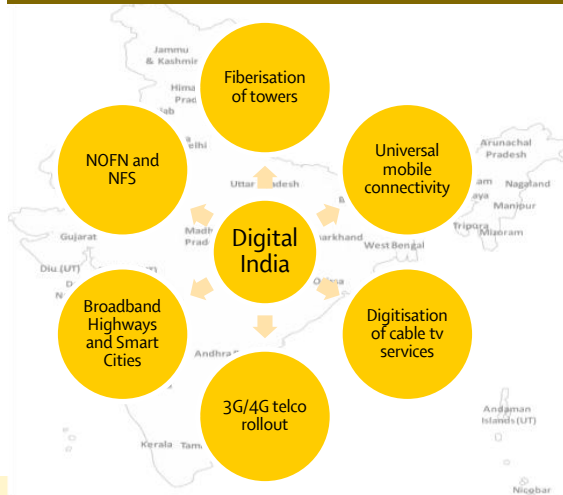 Jammu
& Kashmir
Fiberisation
of towers
NOFN and
NFS
Universal
mobile
connectivity
Arunachal
Pradesh
Nagaland
Manipur
Tripura Mizoram
Digital
India
West Bengal
Gujarat
Diu.(UT)
Broadband
Highways
and Smart
Cities
Digitisation
of cable tv
services
3G/4G telco
rollout
Kerala
Andaman
Islands (UT)
Nicobar